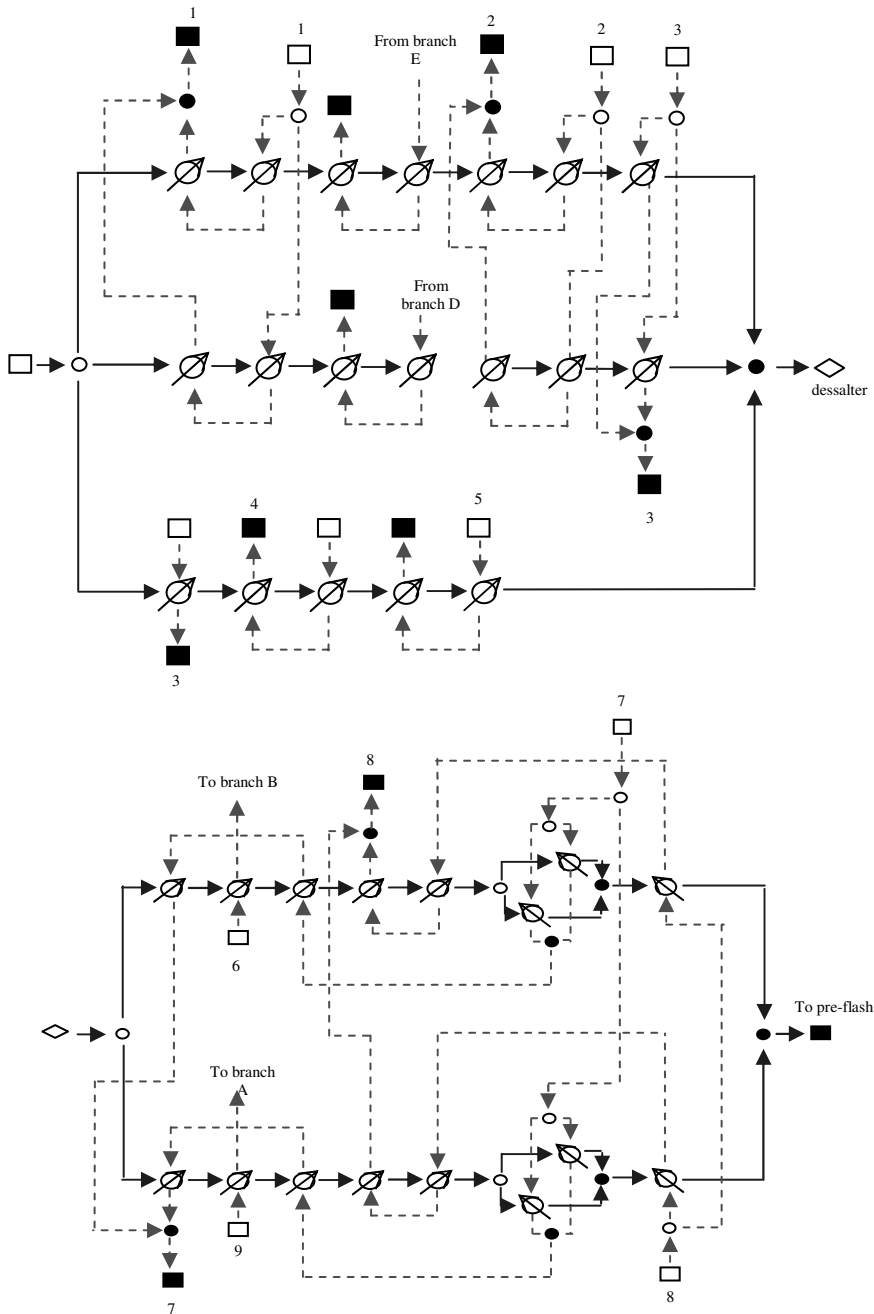 1
1
From branch
E
2
2
3
From
branch D
dessalter
3
4
5
3
7
8
To branch B
6
To pre-flash
To branch
A
9
7
8